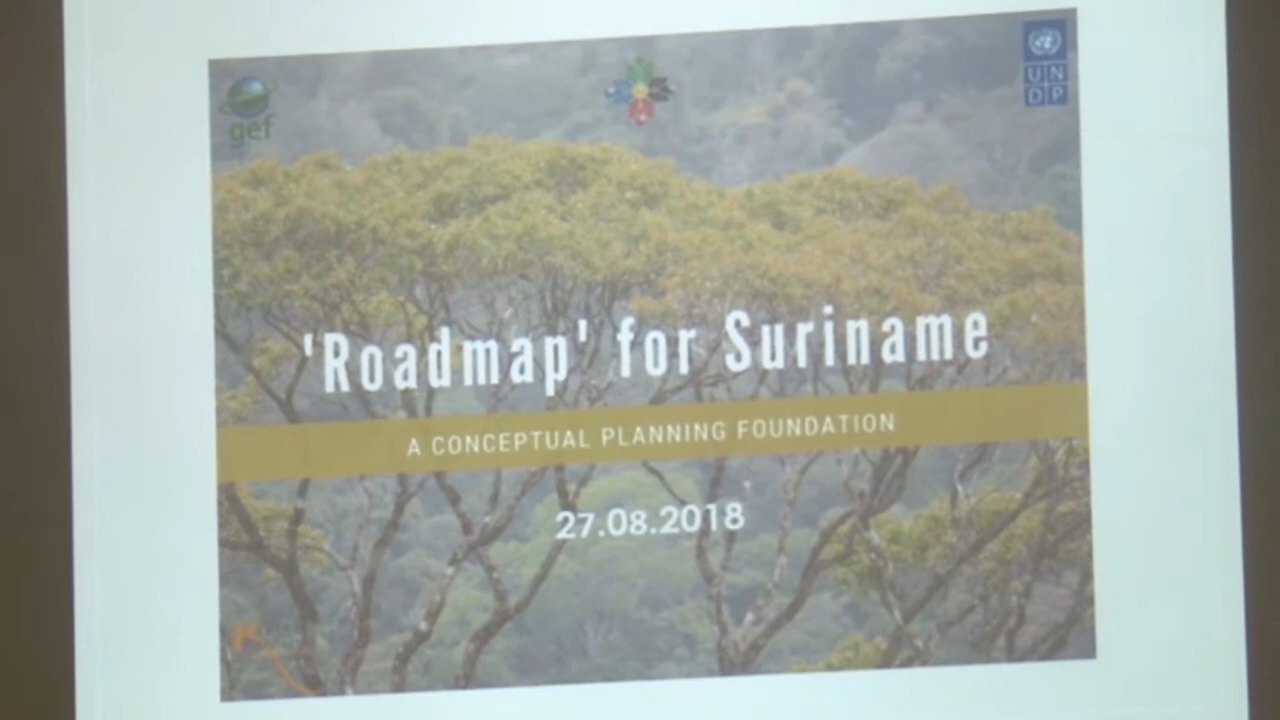 gef
UN
DP
'Roadmap' for Suriname
A CONCEPTUAL PLANNING FOUNDATION
27.08.2018